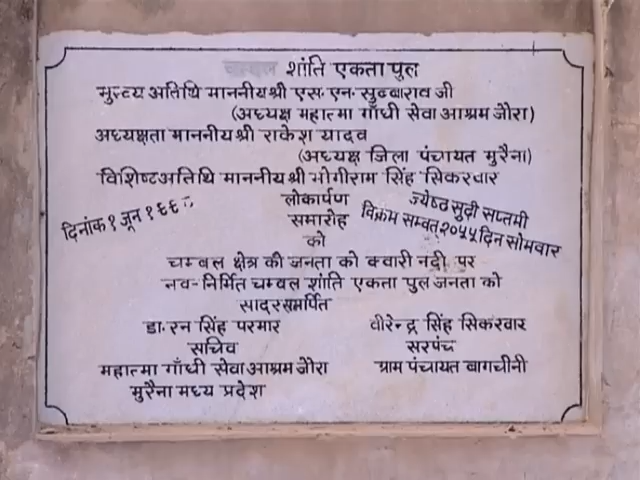 चम्बल शांति एकता पुल
मुख्य अतिथि माननीय श्री एस. एन. सुब्बाराव जी
(अध्यक्ष महात्मा गाँधी सेवा आश्रम जौरा)
अध्यक्षता माननीय श्री राकेश यादव
(अध्यक्ष जिला पंचायत मुरैना)
विशिष्ट अतिथि माननीय श्री भोगीराम सिंह सिकरवार
दिनांक १ जून १९९८
लोकार्पण
समारोह
को
ज्येष्ठ सुदी सप्तमी
विक्रम सम्वत् २०५५ दिन सोमवार
चम्बल क्षेत्र की जनता को क्वारी नदी पर
नव-निर्मित चम्बल शांति एकता पुल जनता को
सादर समर्पित
डा. रन सिंह परमार
सचिव
महात्मा गाँधी सेवा आश्रम जौरा
मुरैना मध्य प्रदेश
वीरेन्द्र सिंह सिकरवार
सरपंच
ग्राम पंचायत बागचीनी